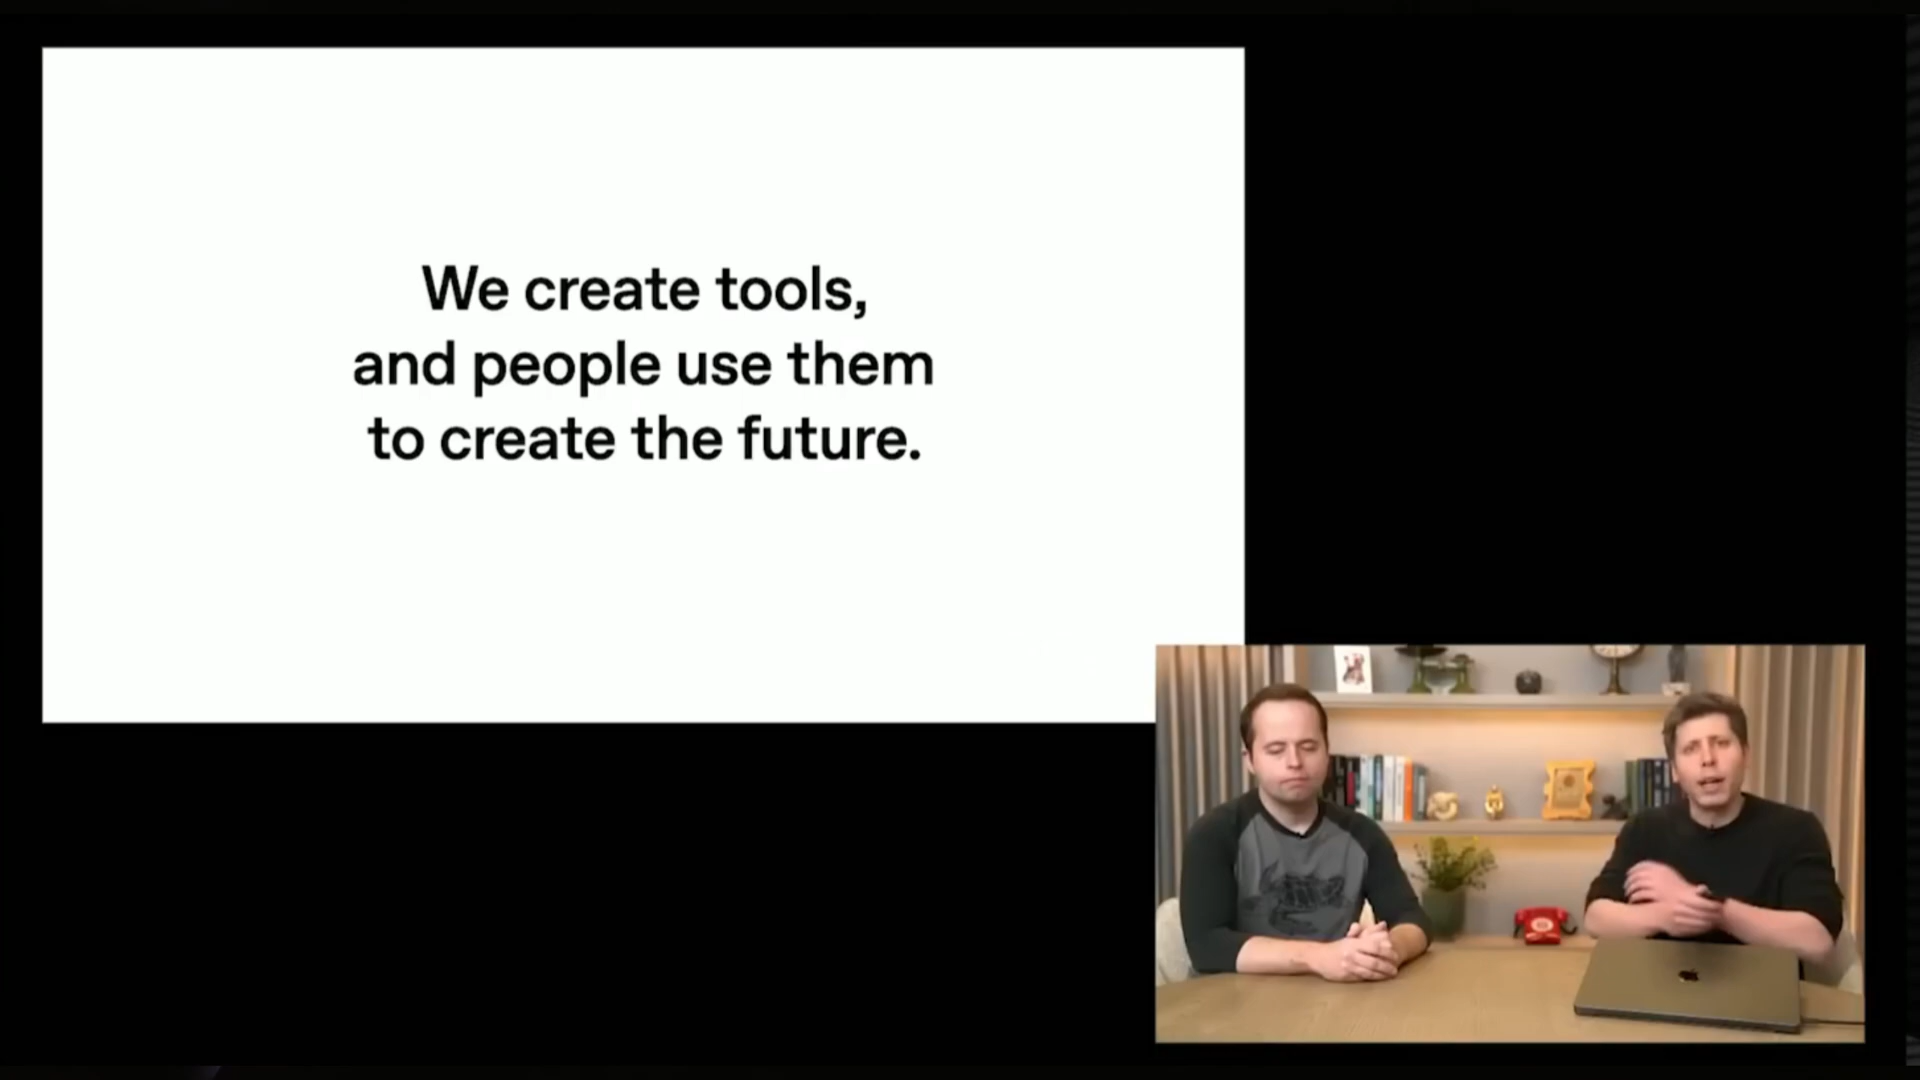 We create tools,
and people use them
to create the future.